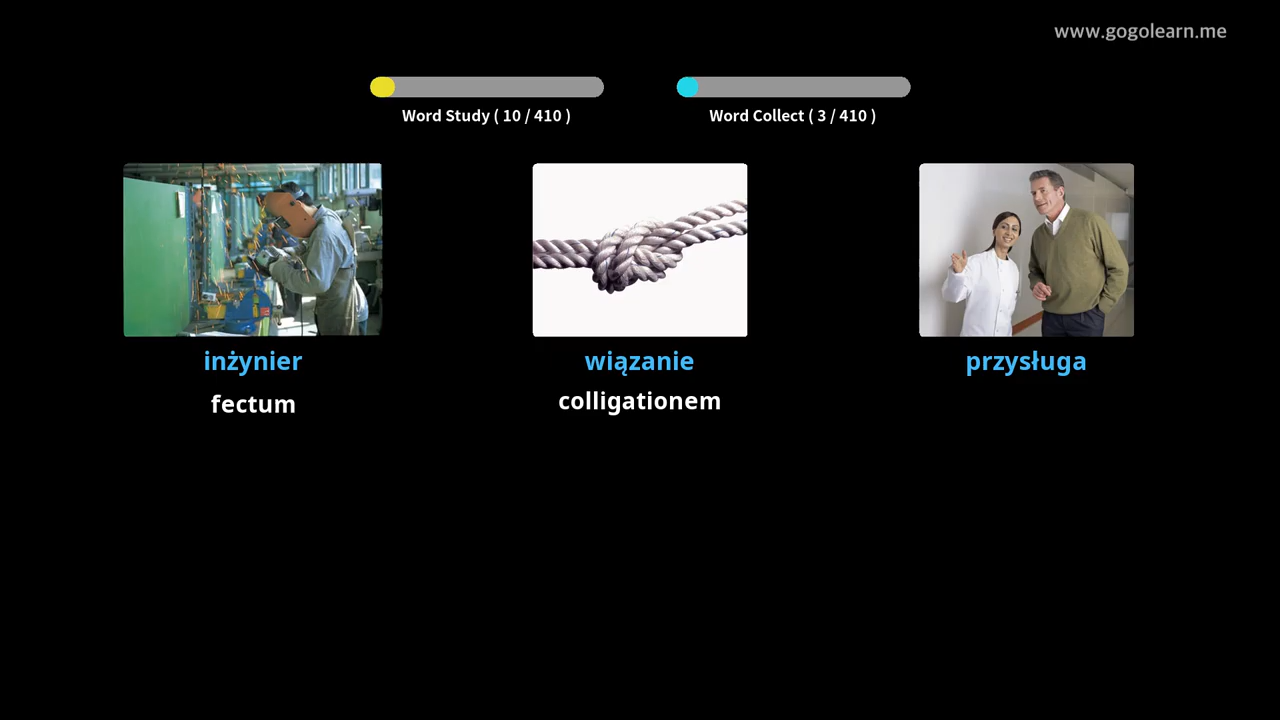 www.gogolearn.me
Word Study ( 10 / 410 )
Word Collect ( 3 / 410 )
inżynier
fectum
wiązanie
colligationem
przysługa